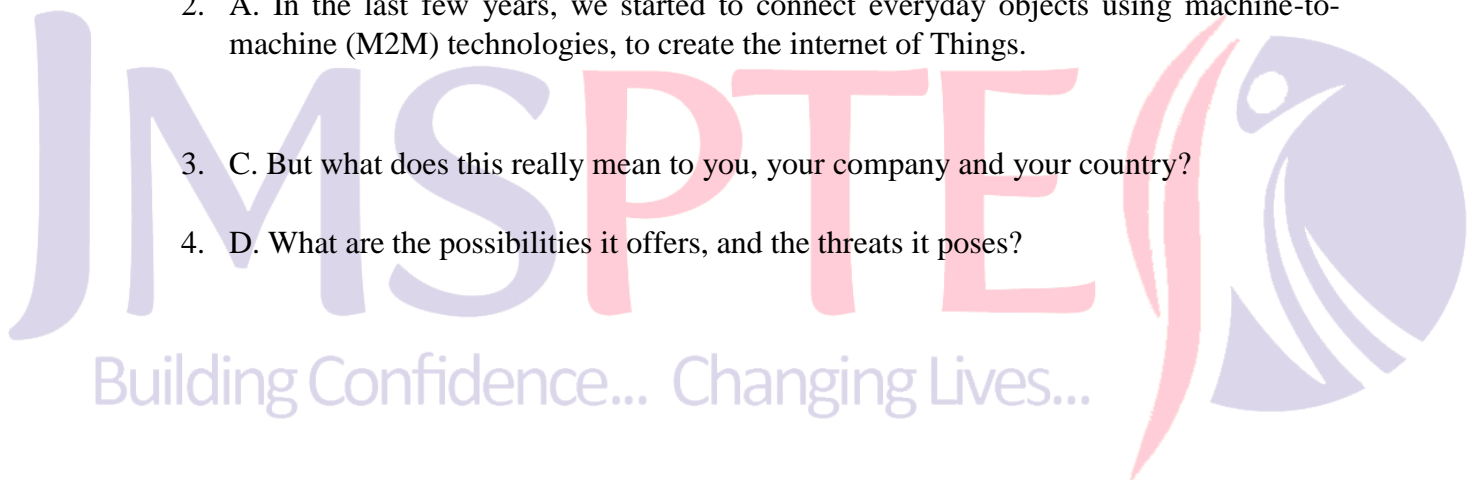 2. A. In the last few years, we started to connect everyday objects using machine-to-
machine (M2M) technologies, to create the internet of Things.
3. C. But what does this really mean to you, your company and your country?
4. D. What are the possibilities it offers, and the threats it poses?
JMSPTE
Building Confidence... Changing Lives...